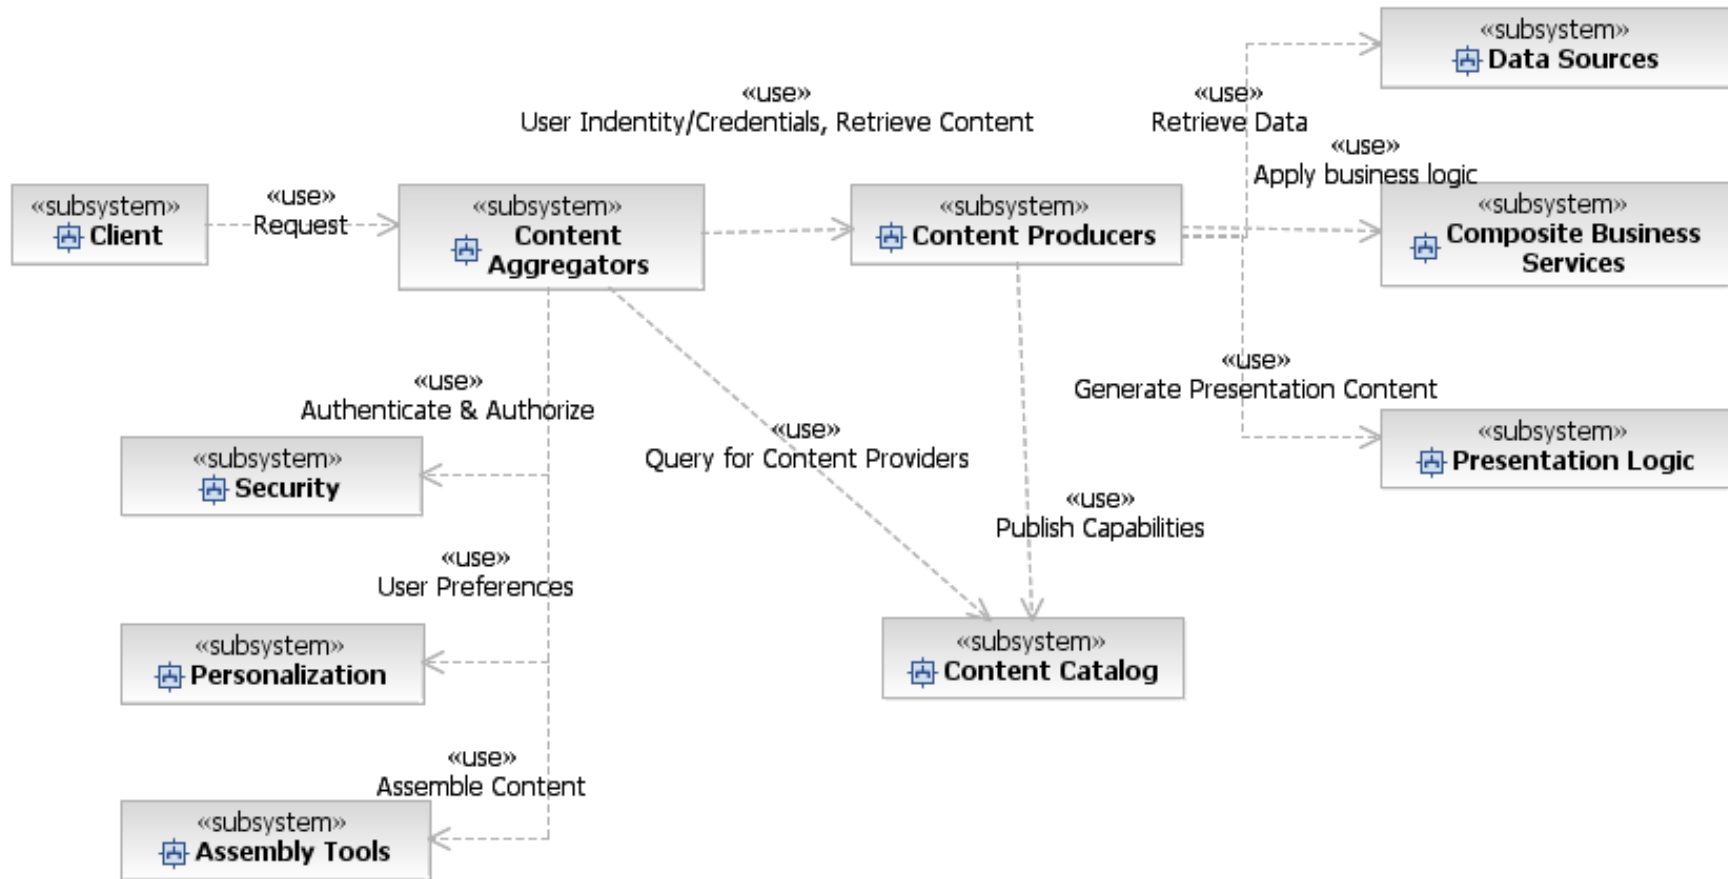 «subsystem»
Data Sources
«use»
User Indentity/Credentials, Retrieve Content
«use»
Retrieve Data
«use»
Apply business logic
«subsystem»
Client
«use»
Request
«subsystem»
Content
Aggregators
«subsystem»
Content Producers
«subsystem»
Composite Business
Services
«use»
Authenticate & Authorize
«use»
Generate Presentation Content
«subsystem»
Security
«use»
Query for Content Providers
«subsystem»
Presentation Logic
«use»
Publish Capabilities
«use»
User Preferences
«subsystem»
Personalization
«subsystem»
Content Catalog
«use»
Assemble Content
«subsystem»
Assembly Tools